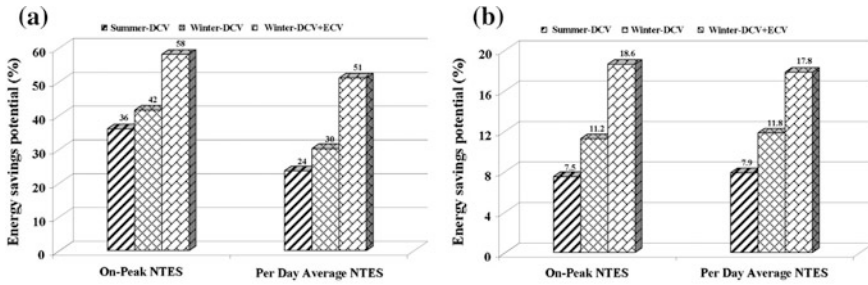 (a)
Summer-DCV Winter-DCV Winter-DCV+ECV
Energy savings potential (%)
60
50
40
30
20
10
0
36
42
58
24
30
51
On-Peak NTES
Per Day Average NTES
(b)
Summer-DCV Winter-DCV Winter-DCV+ECV
Energy savings potential (%)
20
16
12
8
4
0
7.5
11.2
18.6
7.9
11.8
17.8
On-Peak NTES
Per Day Average NTES